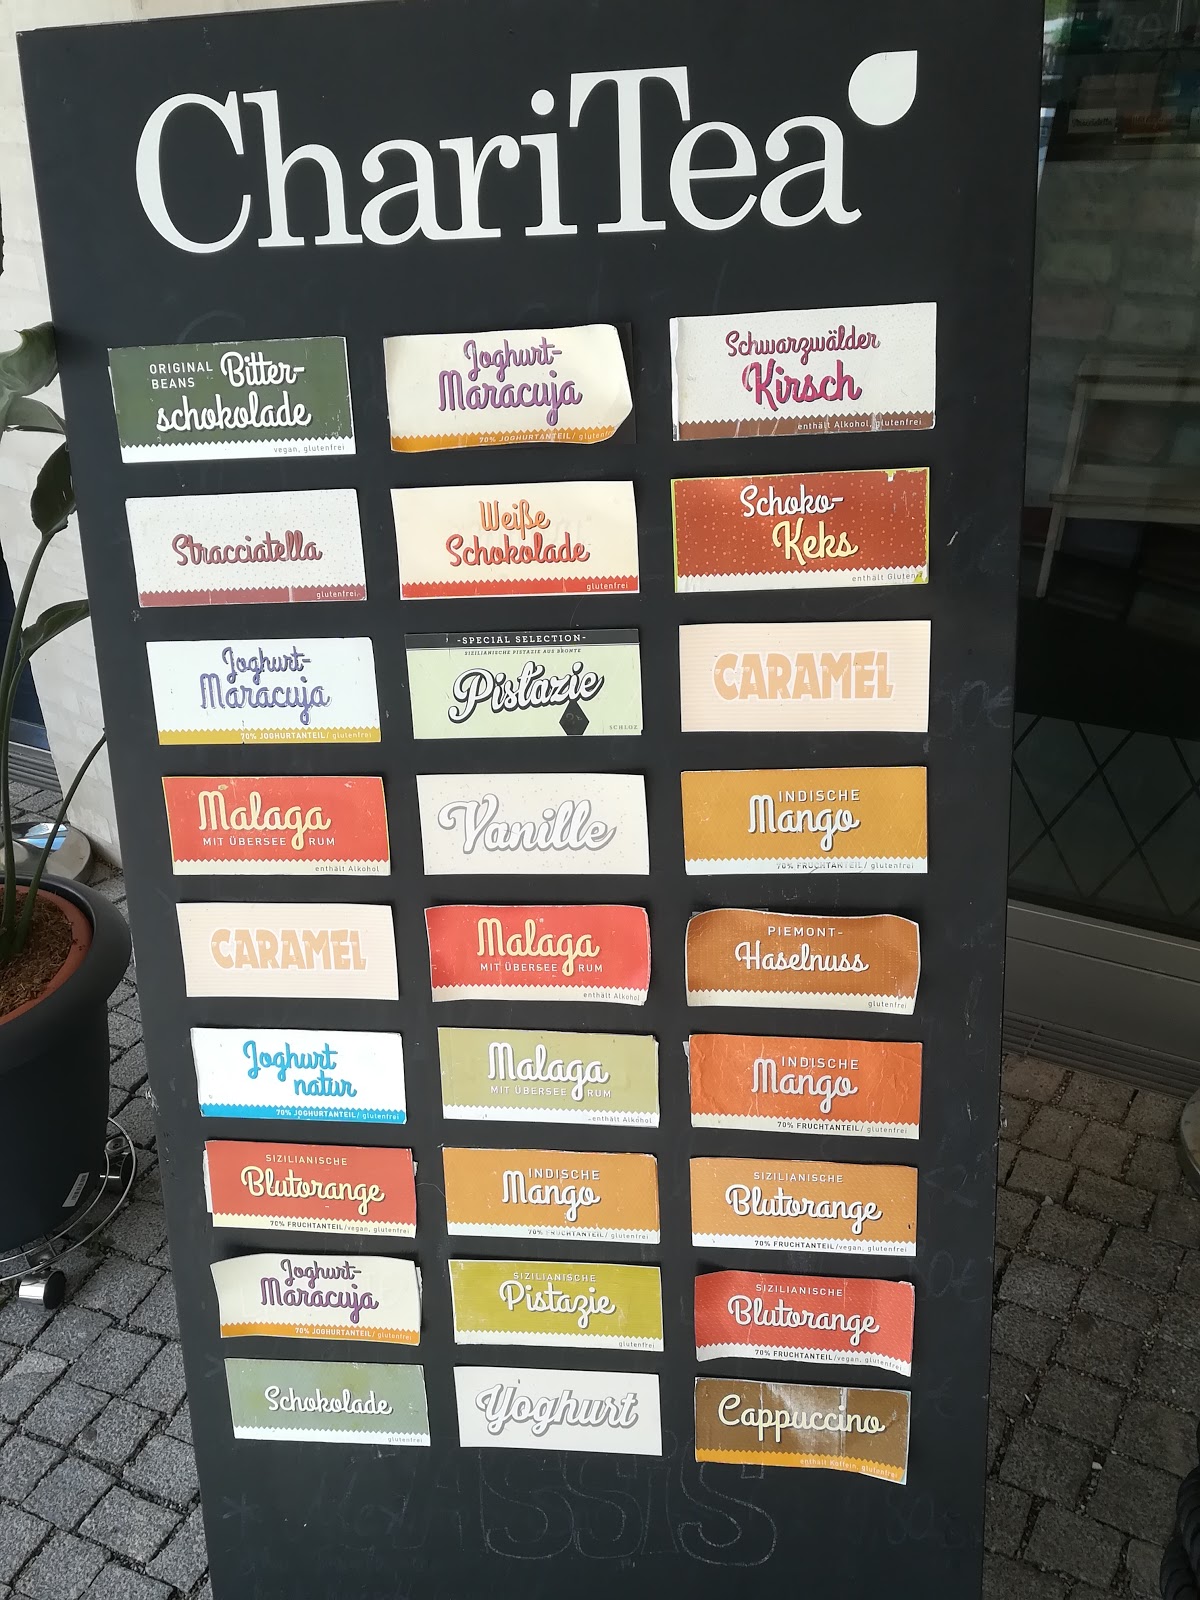 ChariTea
ORIGINAL BEANS Bitter-
schokolade
vegan, glutenfrei
Joghurt-
Maracuja
70% JOGHURTANTEIL/ glutenfrei
Schwarzwälder
Kirsch
enthält Alkohol, glutenfrei
Stracciatella
glutenfrei
Weiße
Schokolade
glutenfrei
Schoko-
Keks
enthält Gluten
Joghurt-
Maracuja
70% JOGHURTANTEIL/ glutenfrei
-SPECIAL SELECTION-
SIZILIANISCHE PISTAZIE AUS BRONTE
Pistazie
SCHLOZ
CARAMEL
Malaga
MIT ÜBERSEE RUM
enthält Alkohol
Vanille
INDISCHE
Mango
70% FRUCHTANTEIL/ glutenfrei
CARAMEL
Malaga
MIT ÜBERSEE RUM
enthält Alkohol
PIEMONT-
Haselnuss
glutenfrei
Joghurt
natur
70% JOGHURTANTEIL/ glutenfrei
Malaga
MIT ÜBERSEE RUM
enthält Alkohol
INDISCHE
Mango
70% FRUCHTANTEIL/ glutenfrei
SIZILIANISCHE
Blutorange
70% FRUCHTANTEIL/vegan, glutenfrei
INDISCHE
Mango
70% FRUCHTANTEIL/ glutenfrei
SIZILIANISCHE
Blutorange
70% FRUCHTANTEIL/vegan, glutenfrei
Joghurt-
Maracuja
70% JOGHURTANTEIL/ glutenfrei
SIZILIANISCHE
Pistazie
glutenfrei
SIZILIANISCHE
Blutorange
70% FRUCHTANTEIL/vegan, glutenfrei
Schokolade
glutenfrei
Yoghurt
Cappuccino
enthält Koffein, glutenfrei